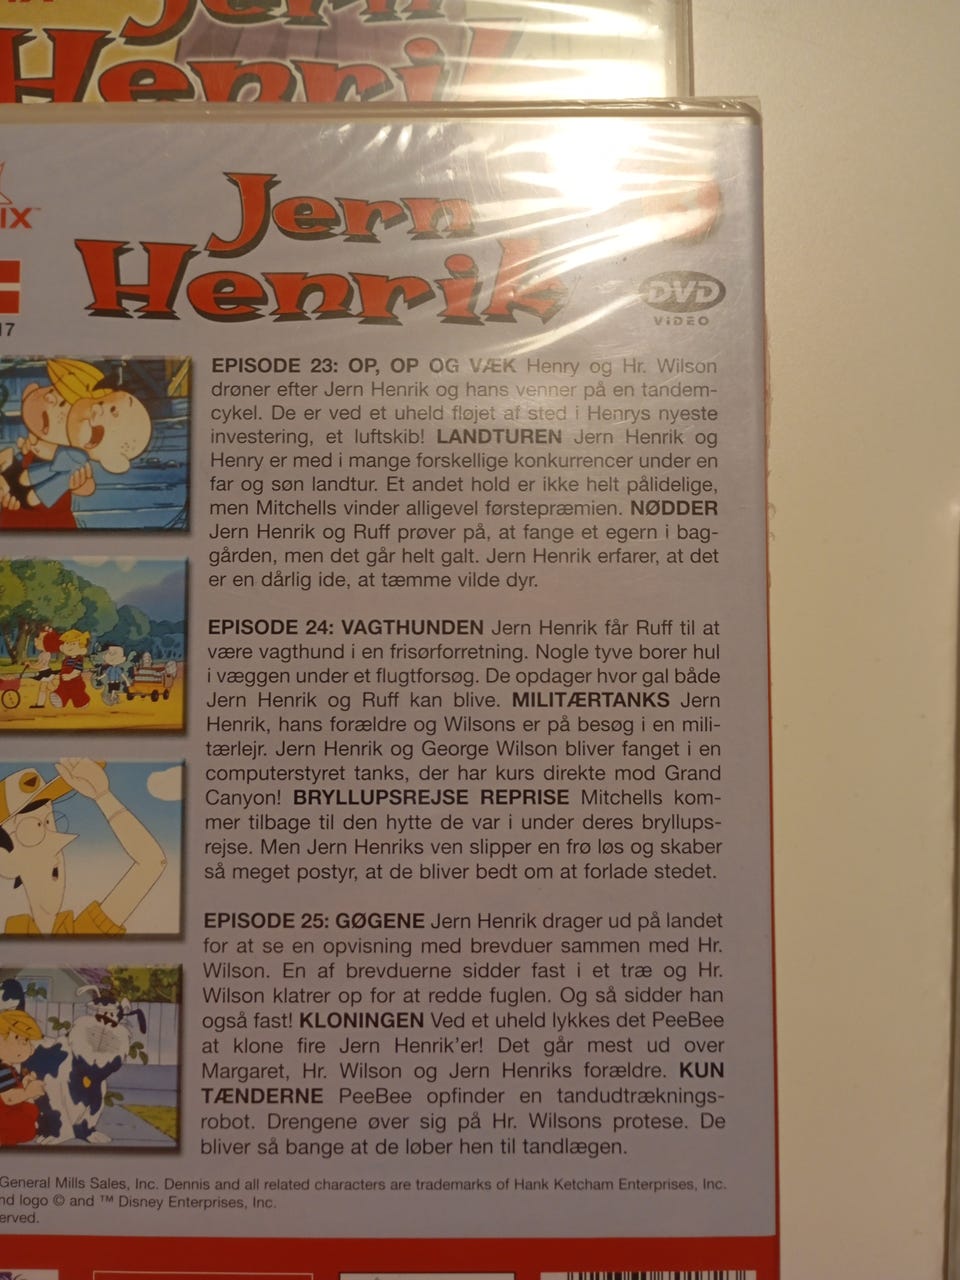 Jern
Henrik
Jern
Henrik
IX™
17
DVD
VIDEO
EPISODE 23: OP, OP OG VÆK Henry og Hr. Wilson
drøner efter Jern Henrik og hans venner på en tandem-
cykel. De er ved et uheld fløjet af sted i Henrys nyeste
investering, et luftskib! LANDTUREN Jern Henrik og
Henry er med i mange forskellige konkurrencer under en
far og søn landtur. Et andet hold er ikke helt pålidelige,
men Mitchells vinder alligevel førstepræmien. NØDDER
Jern Henrik og Ruff prøver på, at fange et egern i bag-
gården, men det går helt galt. Jern Henrik erfarer, at det
er en dårlig ide, at tæmme vilde dyr.
EPISODE 24: VAGTHUNDEN Jern Henrik får Ruff til at
være vagthund i en frisørforretning. Nogle tyve borer hul
i væggen under et flugtforsøg. De opdager hvor gal både
Jern Henrik og Ruff kan blive. MILITÆRTANKS Jern
Henrik, hans forældre og Wilsons er på besøg i en mili-
tærlejr. Jern Henrik og George Wilson bliver fanget i en
computerstyret tanks, der har kurs direkte mod Grand
Canyon! BRYLLUPSREJSE REPRISE Mitchells kom-
mer tilbage til den hytte de var i under deres bryllups-
rejse. Men Jern Henriks ven slipper en frø løs og skaber
så meget postyr, at de bliver bedt om at forlade stedet.
EPISODE 25: GØGENE Jern Henrik drager ud på landet
for at se en opvisning med brevduer sammen med Hr.
Wilson. En af brevduerne sidder fast i et træ og Hr.
Wilson klatrer op for at redde fuglen. Og så sidder han
også fast! KLONINGEN Ved et uheld lykkes det PeeBee
at klone fire Jern Henrik'er! Det går mest ud over
Margaret, Hr. Wilson og Jern Henriks forældre. KUN
TÆNDERNE PeeBee opfinder en tandudtræknings-
robot. Drengene øver sig på Hr. Wilsons protese. De
bliver så bange at de løber hen til tandlægen.
General Mills Sales, Inc. Dennis and all related characters are trademarks of Hank Ketcham Enterprises, Inc.
nd logo © and ™ Disney Enterprises, Inc.
erved.